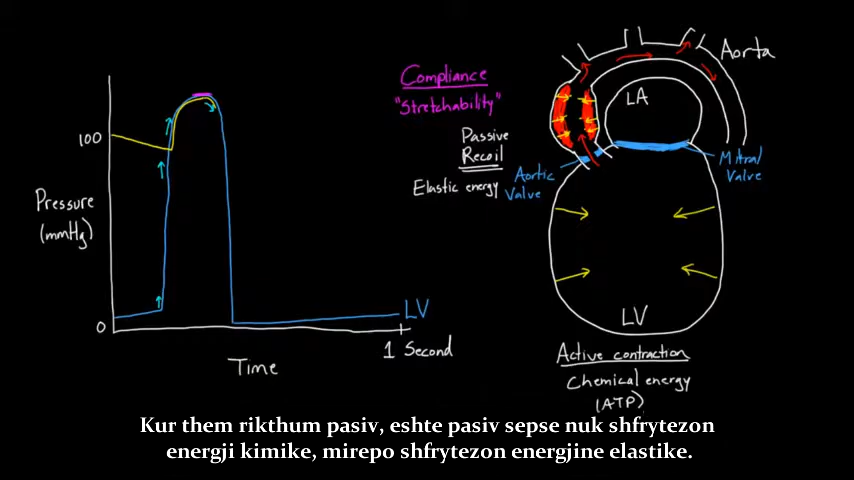 Compliance
"Stretchability"
Passive
Recoil
Elastic energy
Aorta
LA
Aortic
Valve
Mitral
Valve
LV
Active contraction
Chemical energy
(ATP)
100
Pressure
(mmHg)
0
LV
1 Second
Time
Kur them rikthum pasiv, eshte pasiv sepse nuk shfrytezon
energji kimike, mirepo shfrytezon energjine elastike.